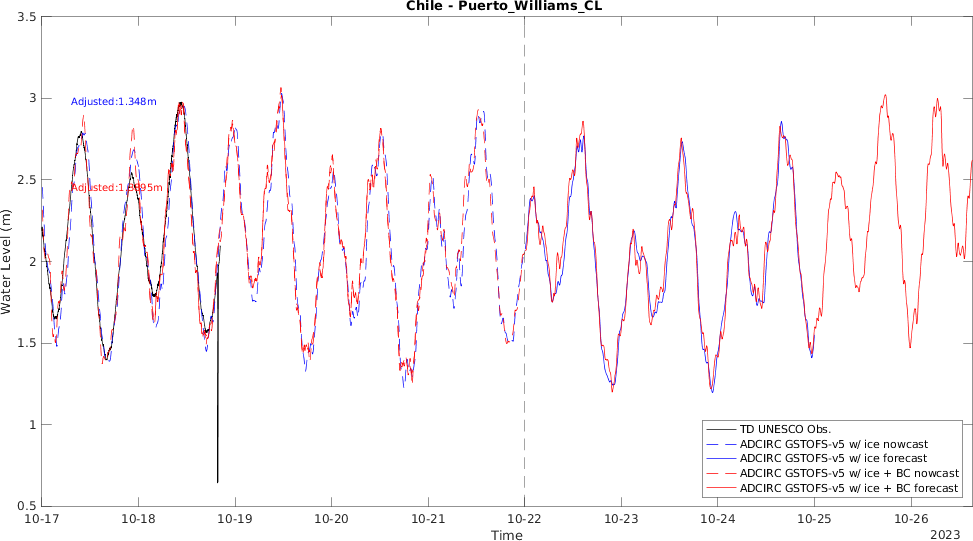 Chile - Puerto_Williams_CL
3.5
3
2.5
2
1.5
1
0.5
Water Level (m)
Adjusted:1.348m
TD UNESCO Obs.
ADCIRC GSTOFS-v5 w/ ice nowcast
ADCIRC GSTOFS-v5 w/ ice forecast
ADCIRC GSTOFS-v5 w/ ice + BC nowcast
ADCIRC GSTOFS-v5 w/ ice + BC forecast
10-17
10-18
10-19
10-20
10-21
10-22
10-23
10-24
10-25
10-26
Time
2023